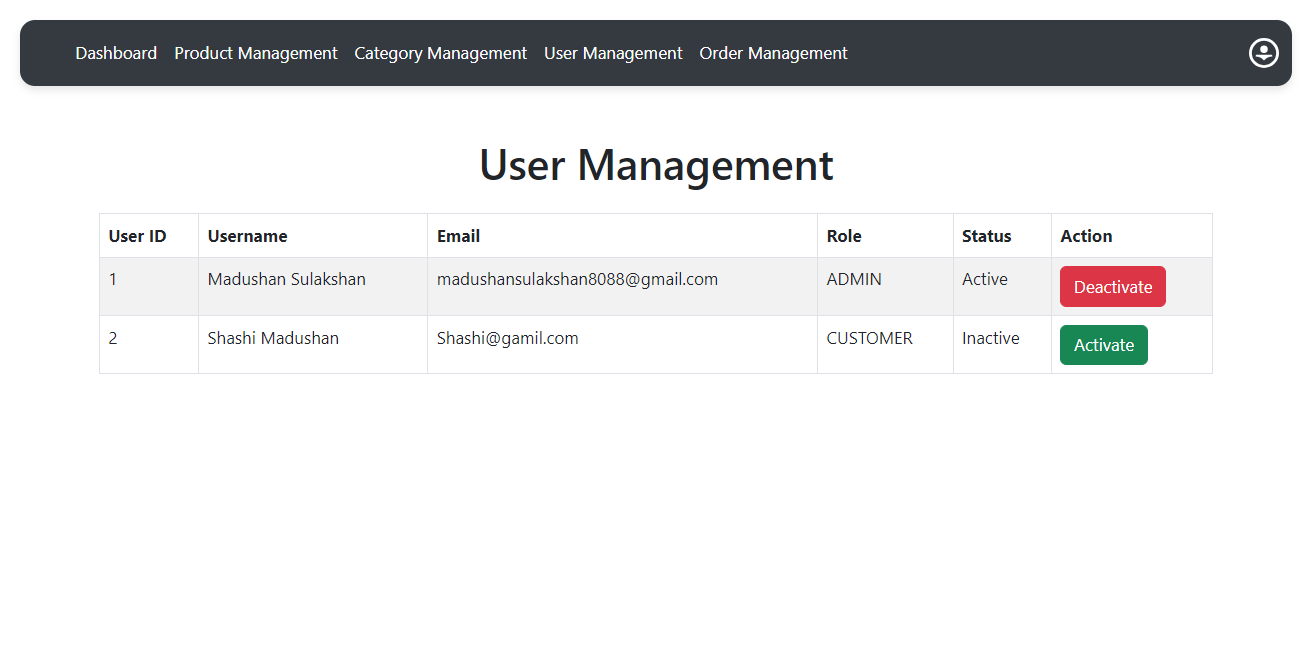 Dashboard Product Management Category Management User Management Order Management
User Management
User ID Username Email Role Status Action
1 Madushan Sulakshan madushansulakshan8088@gmail.com ADMIN Active Deactivate
2 Shashi Madushan Shashi@gamil.com CUSTOMER Inactive Activate